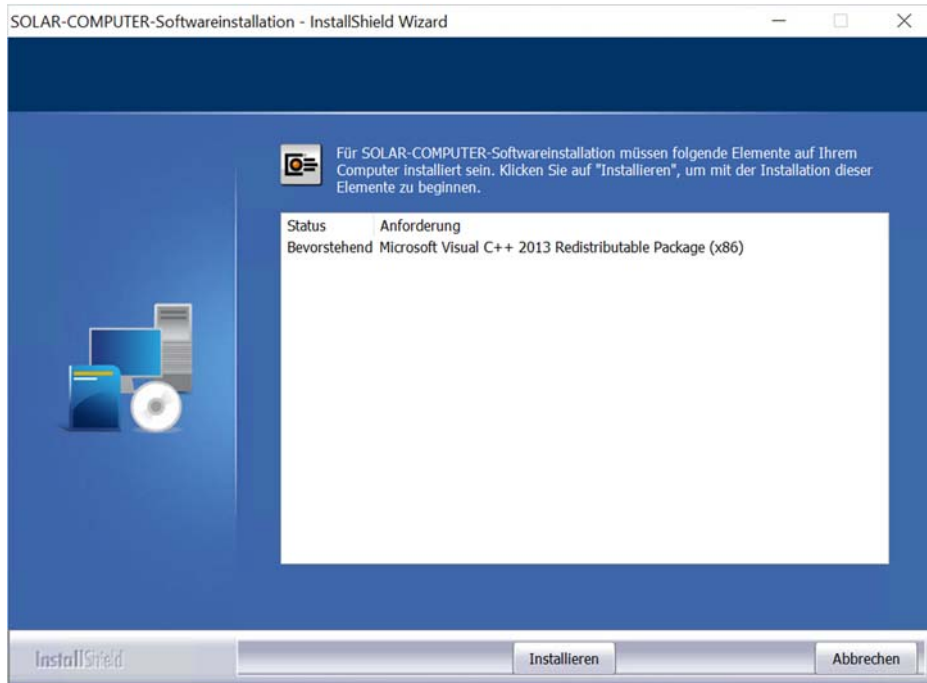 SOLAR-COMPUTER-Softwareinstallation - InstallShield Wizard
Für SOLAR-COMPUTER-Softwareinstallation müssen folgende Elemente auf Ihrem
Computer installiert sein. Klicken Sie auf "Installieren", um mit der Installation dieser
Elemente zu beginnen.
Status Anforderung
Bevorstehend Microsoft Visual C++ 2013 Redistributable Package (x86)
InstallShield
Installieren
Abbrechen